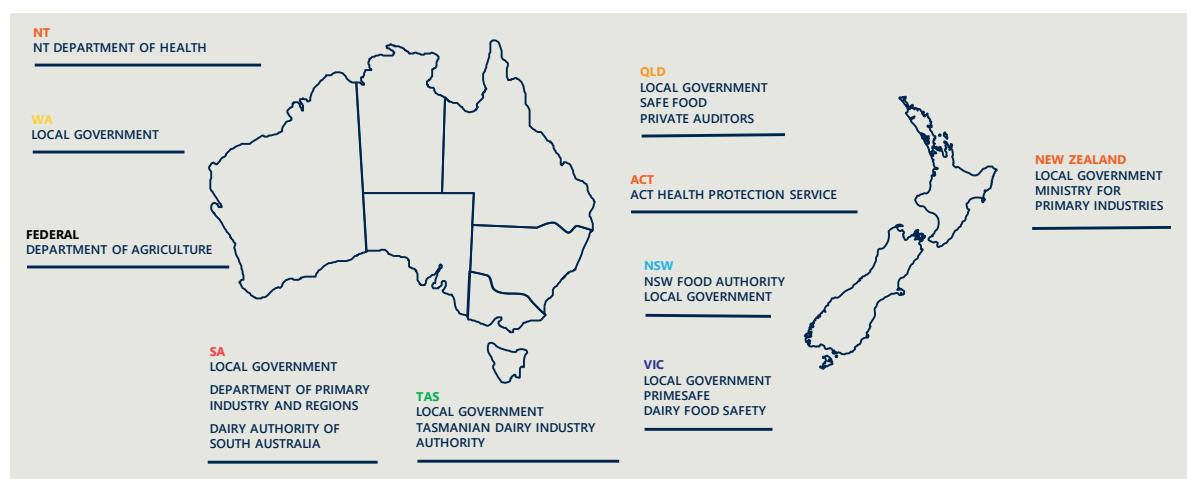 NT
NT DEPARTMENT OF HEALTH
WA
LOCAL GOVERNMENT
FEDERAL
DEPARTMENT OF AGRICULTURE
SA
LOCAL GOVERNMENT
DEPARTMENT OF PRIMARY
INDUSTRY AND REGIONS
DAIRY AUTHORITY OF
SOUTH AUSTRALIA
TAS
LOCAL GOVERNMENT
TASMANIAN DAIRY INDUSTRY
AUTHORITY
QLD
LOCAL GOVERNMENT
SAFE FOOD
PRIVATE AUDITORS
ACT
ACT HEALTH PROTECTION SERVICE
NSW
NSW FOOD AUTHORITY
LOCAL GOVERNMENT
VIC
LOCAL GOVERNMENT
PRIMESAFE
DAIRY FOOD SAFETY
NEW ZEALAND
LOCAL GOVERNMENT
MINISTRY FOR
PRIMARY INDUSTRIES